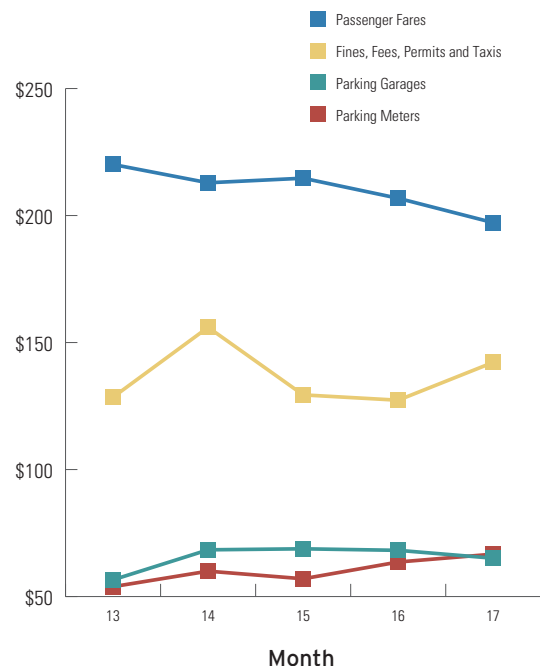 Passenger Fares
Fines, Fees, Permits and Taxis
Parking Garages
Parking Meters
$250
$200
$150
$100
$50
13 14 15 16 17
Month